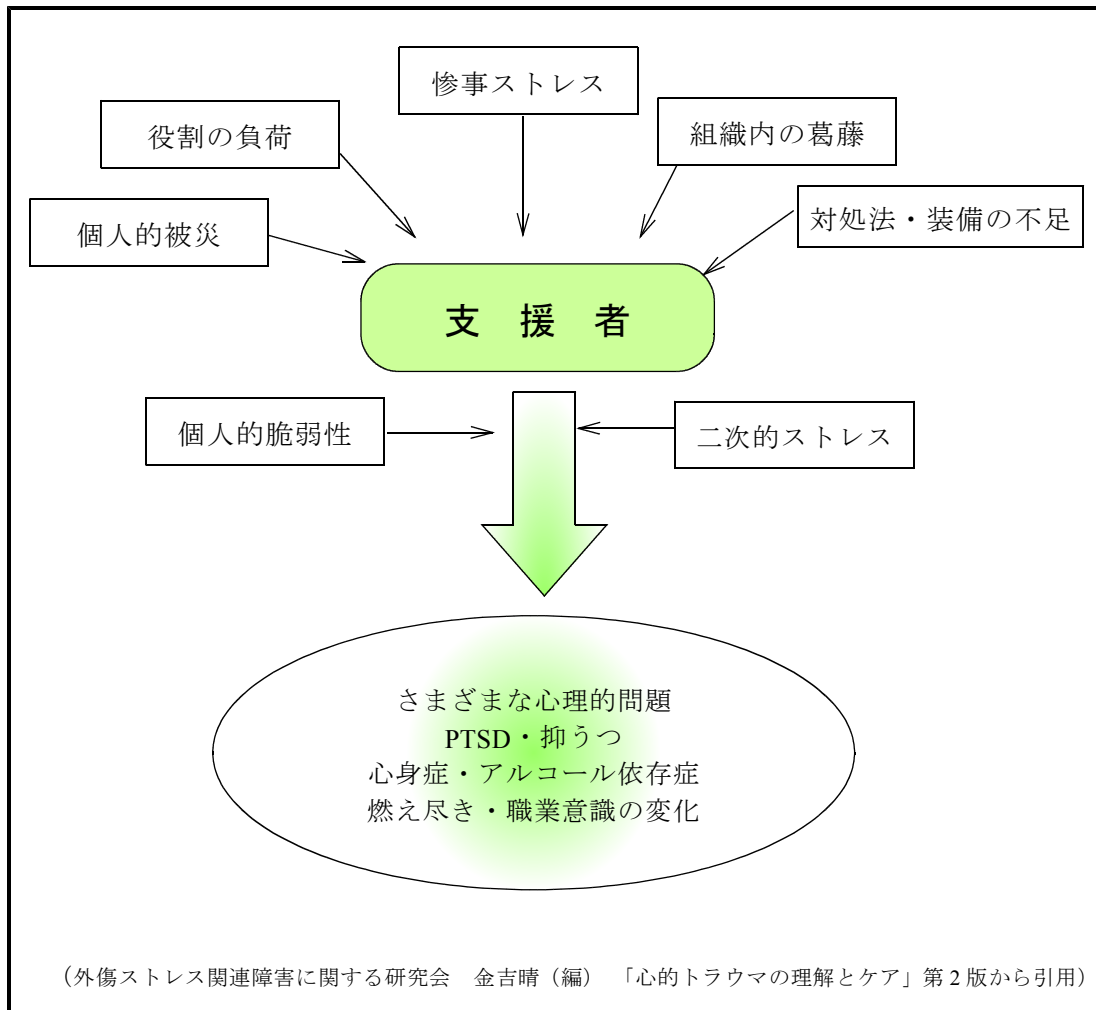 惨事ストレス
役割の負荷
組織内の葛藤
個人的被災
対処法・装備の不足
支 援 者
個人的脆弱性
二次的ストレス
さまざまな心理的問題
PTSD・抑うつ
心身症・アルコール依存症
燃え尽き・職業意識の変化
（外傷ストレス関連障害に関する研究会　金吉晴（編）　「心的トラウマの理解とケア」第２版から引用）